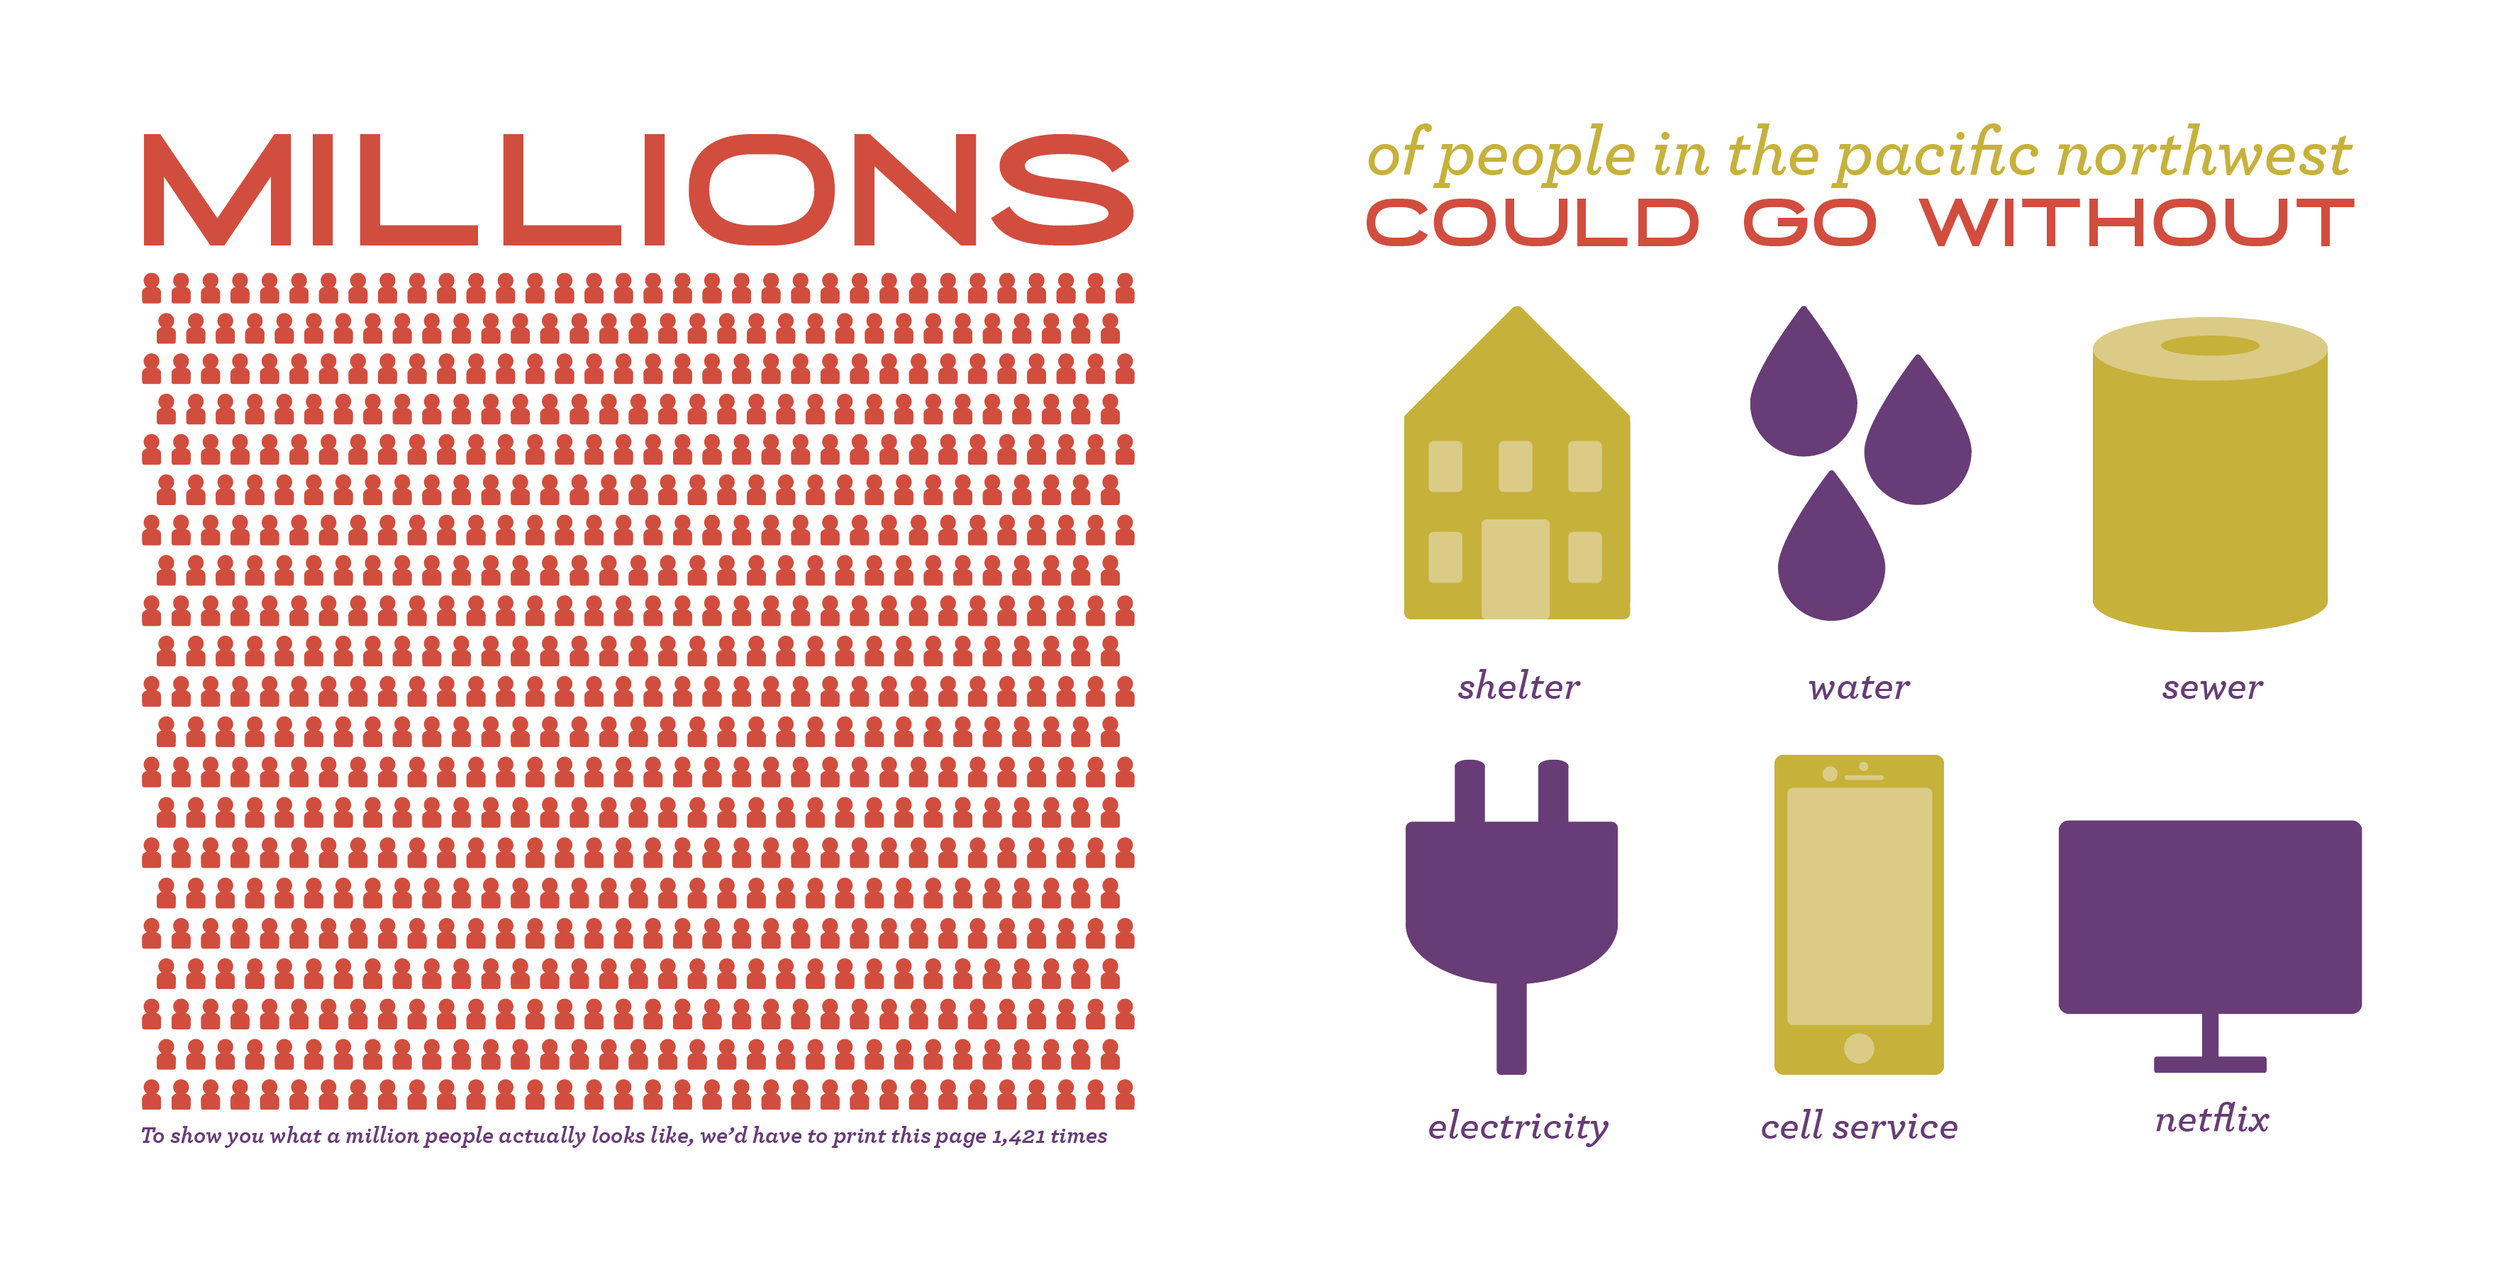 MILLIONS
To show you what a million people actually looks like, we’d have to print this page 1,421 times
of people in the pacific northwest
COULD GO WITHOUT
shelter
water
sewer
electricity
cell service
netflix